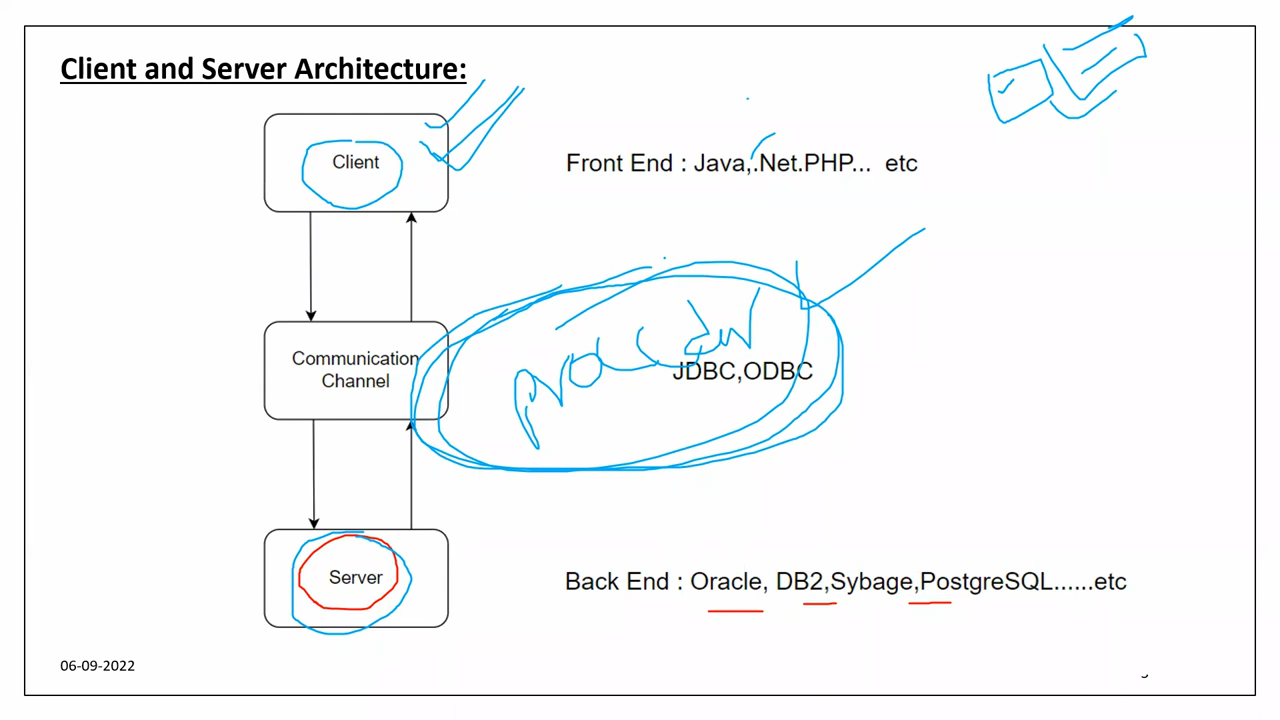 Client and Server Architecture:
Client
Front End : Java,.Net.PHP... etc
Communication
Channel
JDBC,ODBC
Server
Back End : Oracle, DB2,Sybage,PostgreSQL......etc
06-09-2022